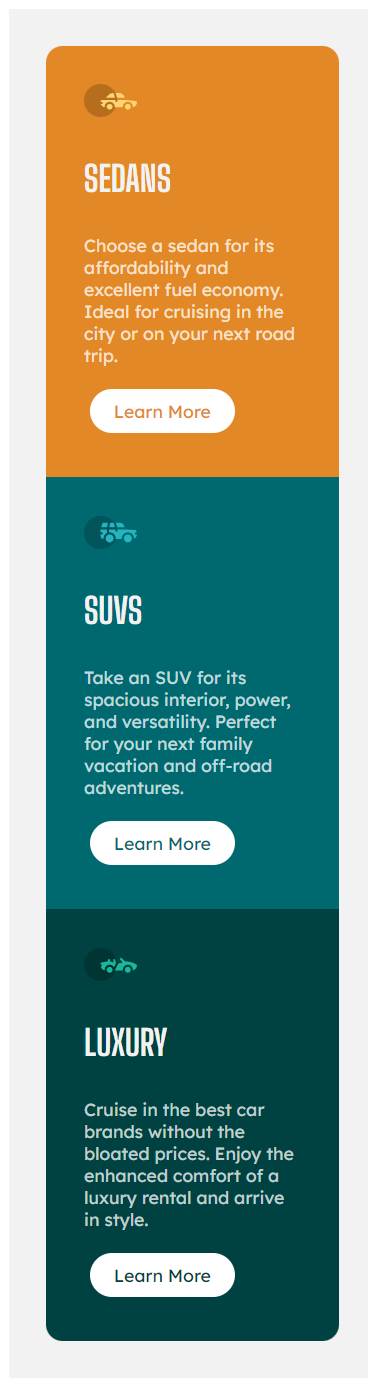 SEDANS
Choose a sedan for its
affordability and
excellent fuel economy.
Ideal for cruising in the
city or on your next road
trip.
Learn More
SUVS
Take an SUV for its
spacious interior, power,
and versatility. Perfect
for your next family
vacation and off-road
adventures.
Learn More
LUXURY
Cruise in the best car
brands without the
bloated prices. Enjoy the
enhanced comfort of a
luxury rental and arrive
in style.
Learn More